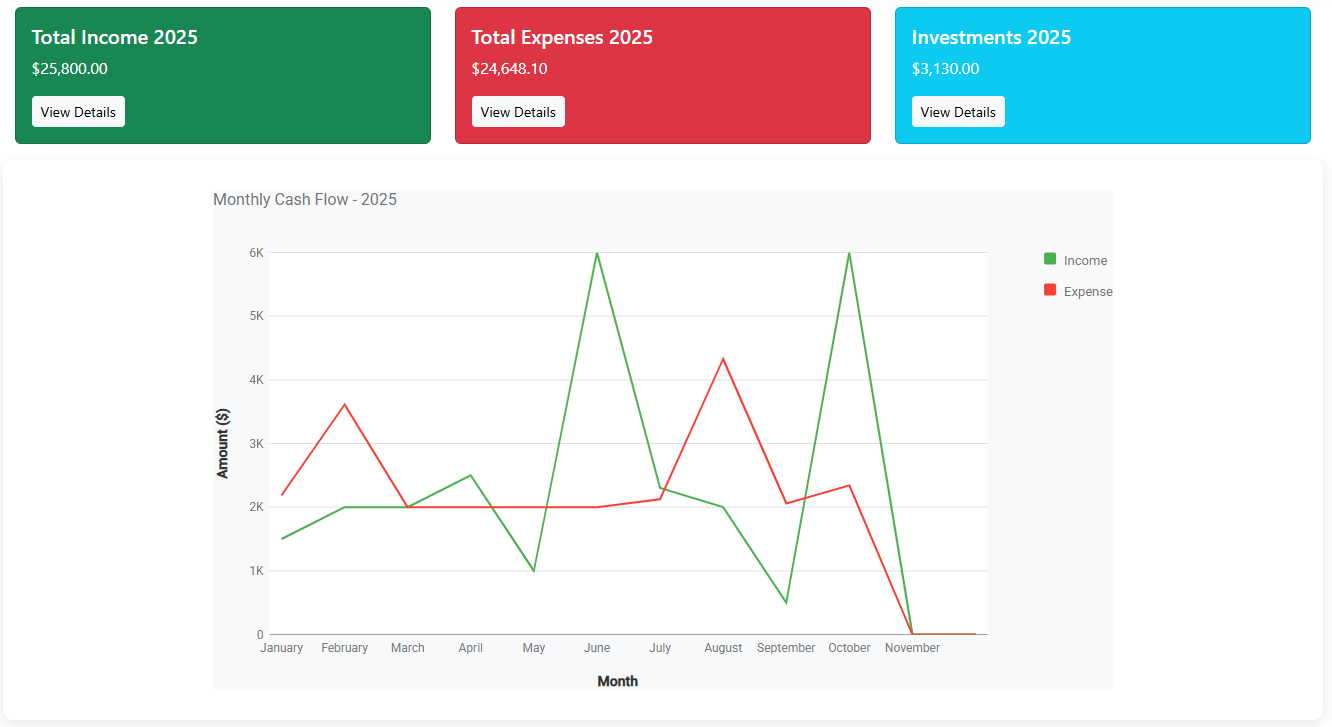 Total Income 2025
$25,800.00
View Details
Total Expenses 2025
$24,648.10
View Details
Investments 2025
$3,130.00
View Details
Monthly Cash Flow - 2025
6K
5K
4K
3K
2K
1K
0
Amount ($)
January February March April May June July August September October November
Month
Income
Expense